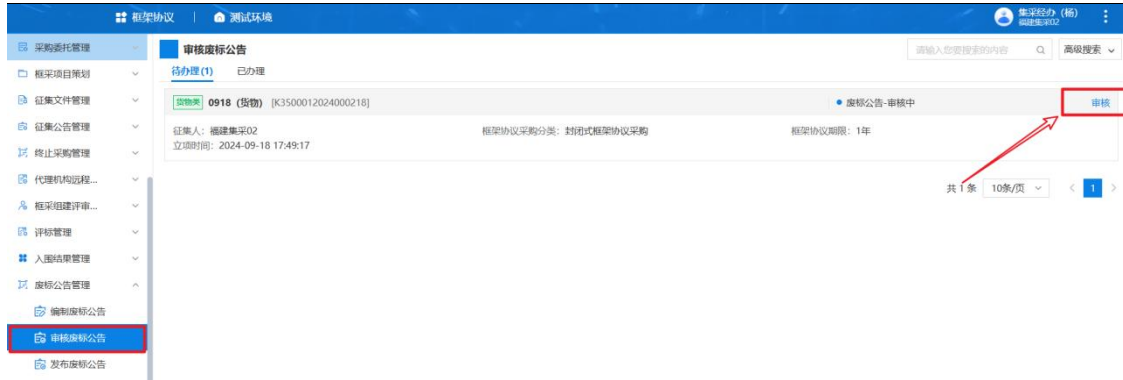 框架协议 测试环境 集采经办（杨）
福建集采02
采购委托管理
框采项目策划
征集文件管理
征集公告管理
终止采购管理
代理机构远程...
框采组建评审...
评标管理
入围结果管理
废标公告管理
编制废标公告
审核废标公告
发布废标公告
审核废标公告
请输入您要搜索的内容 高级搜索
待办理(1) 已办理
货物类 0918（货物） [K3500012024000218] 废标公告-审核中 审核
征集人：福建集采02 框架协议采购分类：封闭式框架协议采购 框架协议期限：1年
立项时间：2024-09-18 17:49:17
共 1 条 10条/页 < 1 >